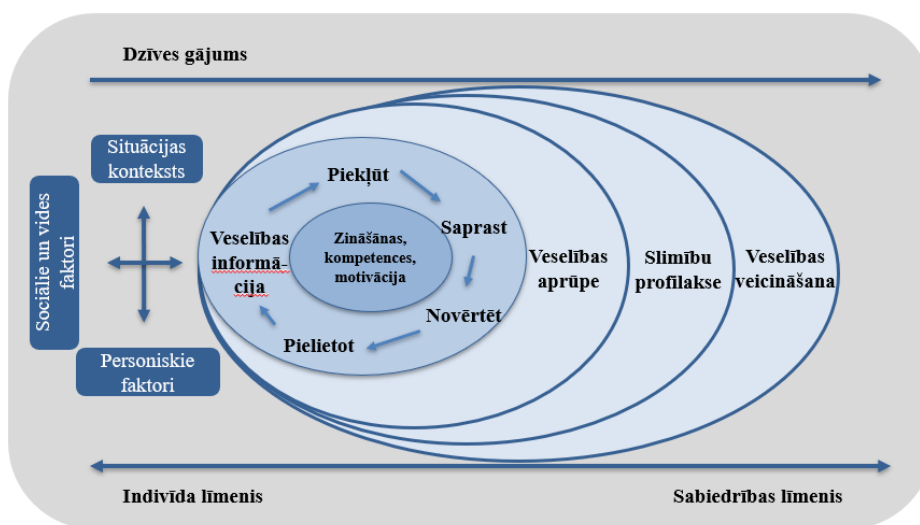 Dzīves gājums
Situācijas
konteksts
Sociālie un vides
faktori
Personiskie
faktori
Piekļūt
Saprast
Novērtēt
Pielietot
Veselības
informā-
cija
Zināšānas,
kompetences,
motivācija
Veselības
aprūpe
Slimību
profilakse
Veselības
veicināšana
Indivīda līmenis
Sabiedrības līmenis